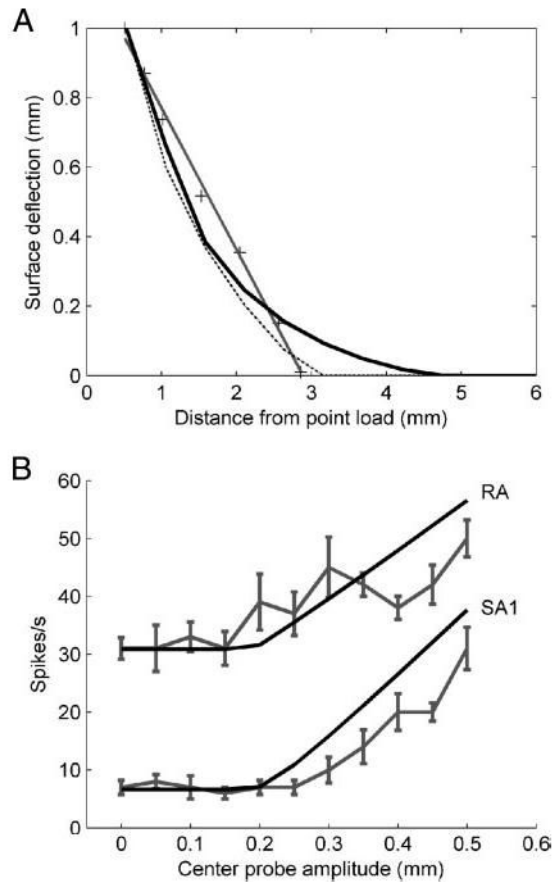 A
1
0.8
0.6
0.4
0.2
0
Surface deflection (mm)
0 1 2 3 4 5 6
Distance from point load (mm)
B
60
50
40
30
20
10
0
Spikes/s
RA
SA1
0 0.1 0.2 0.3 0.4 0.5 0.6
Center probe amplitude (mm)